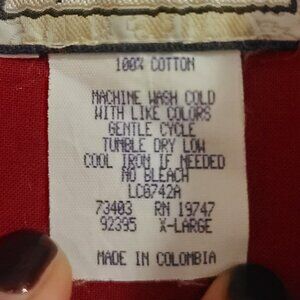 100% COTTON
MACHINE WASH COLD
WITH LIKE COLORS
GENTLE CYCLE
TUMBLE DRY LOW
COOL IRON IF NEEDED
NO BLEACH
LC6742A
73403 RN 19747
92395 X-LARGE
MADE IN COLOMBIA